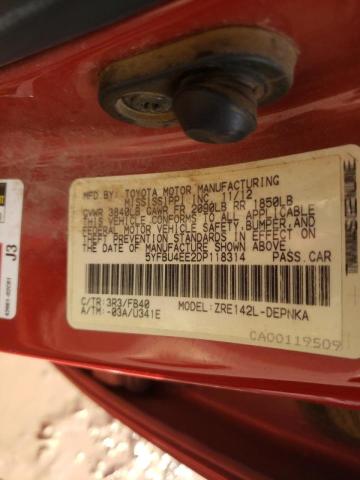 MFD BY: TOYOTA MOTOR MANUFACTURING
MISSISSIPPI, INC. 11/12
GVWR 3840LB GAWR FR 2090LB RR 1850LB
THIS VEHICLE CONFORMS TO ALL APPLICABLE
FEDERAL MOTOR VEHICLE SAFETY, BUMPER, AND
THEFT PREVENTION STANDARDS IN EFFECT ON
THE DATE OF MANUFACTURE SHOWN ABOVE.
5YFBU4EE2DP118314 PASS. CAR
C/TR: 3R3/FB40 MODEL: ZRE142L-DEPNKA
A/TM: -03A/U341E
CA00119509
J3